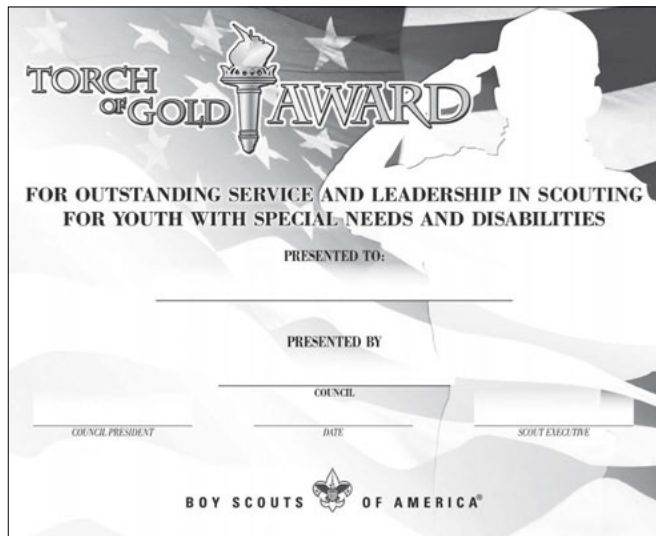 TORCH
OF GOLD AWARD
FOR OUTSTANDING SERVICE AND LEADERSHIP IN SCOUTING
FOR YOUTH WITH SPECIAL NEEDS AND DISABILITIES
PRESENTED TO:
PRESENTED BY
COUNCIL
COUNCIL PRESIDENT DATE SCOUT EXECUTIVE
BOY SCOUTS OF AMERICA®